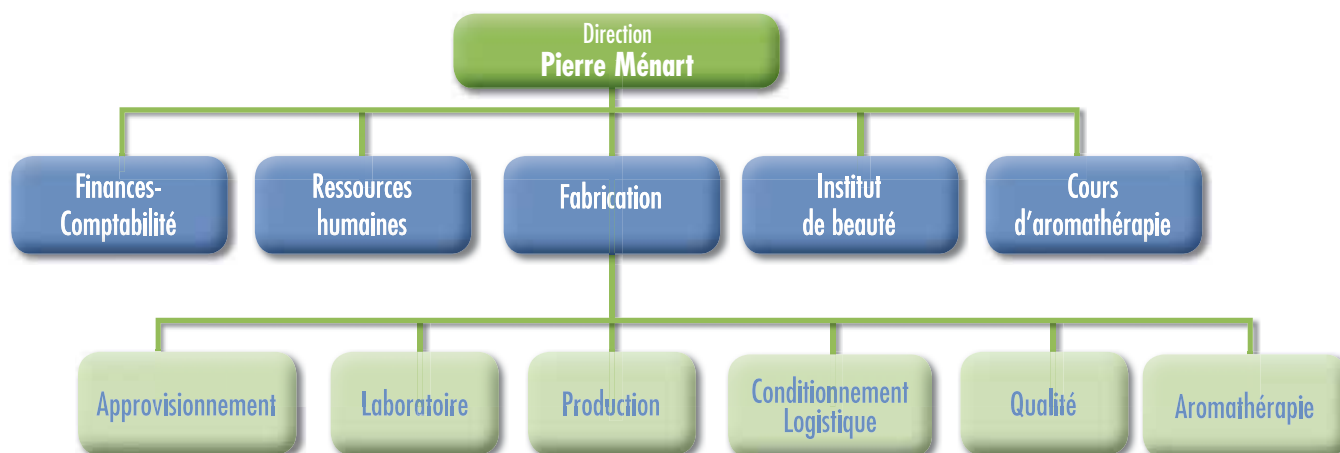 Direction
Pierre Ménart
Finances-
Comptabilité
Ressources
humaines
Fabrication
Institut
de beauté
Cours
d'aromathérapie
Approvisionnement
Laboratoire
Production
Conditionnement
Logistique
Qualité
Aromathérapie